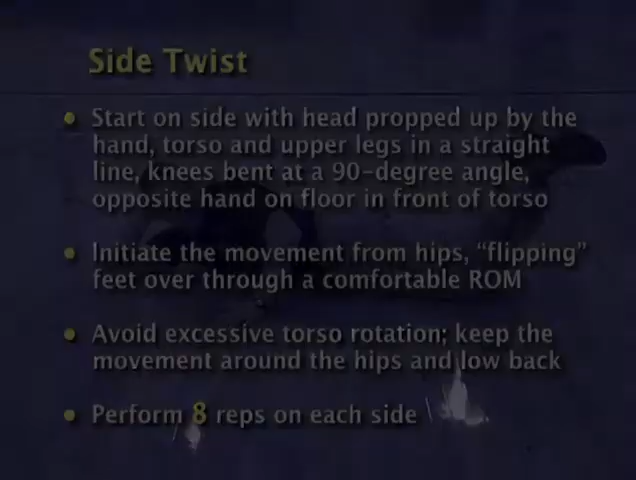 Side Twist
Start on side with head propped up by the
hand, torso and upper legs in a straight
line, knees bent at a 90-degree angle,
opposite hand on floor in front of torso
Initiate the movement from hips, “flipping”
feet over through a comfortable ROM
Avoid excessive torso rotation; keep the
movement around the hips and low back
Perform 8 reps on each side